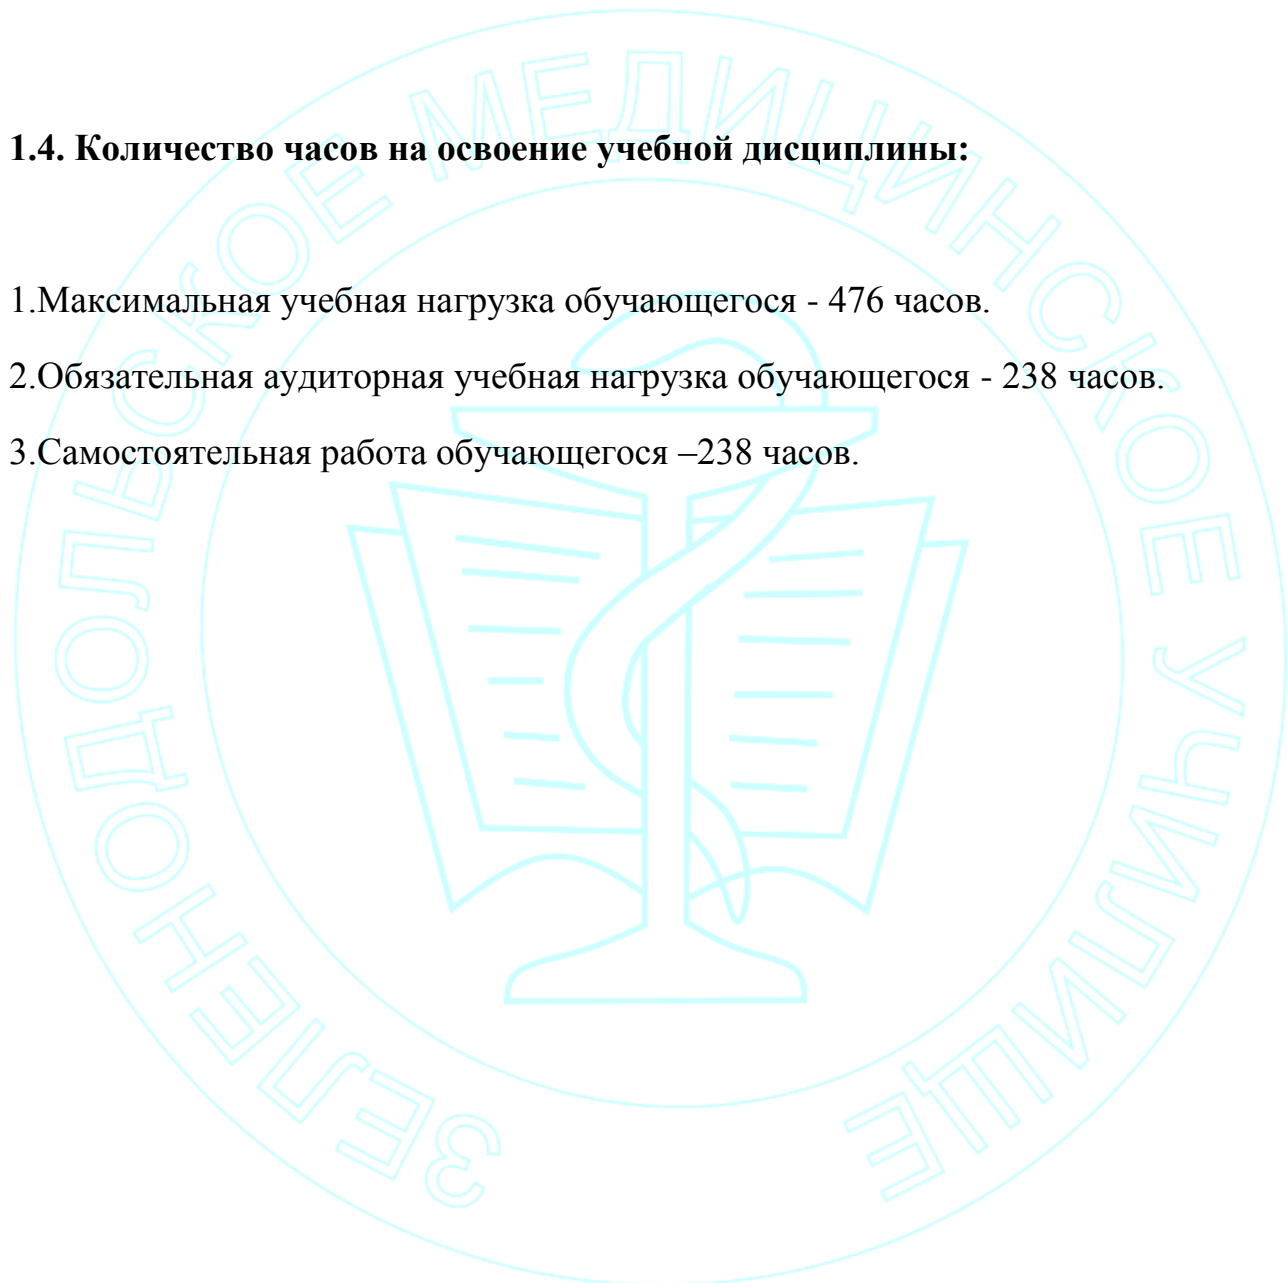 1.4. Количество часов на освоение учебной дисциплины:
1.Максимальная учебная нагрузка обучающегося - 476 часов.
2.Обязательная аудиторная учебная нагрузка обучающегося - 238 часов.
3.Самостоятельная работа обучающегося –238 часов.
ЗЕЛЕНОДОЛЬСКОЕ МЕДИЦИНСКОЕ УЧИЛИЩЕ